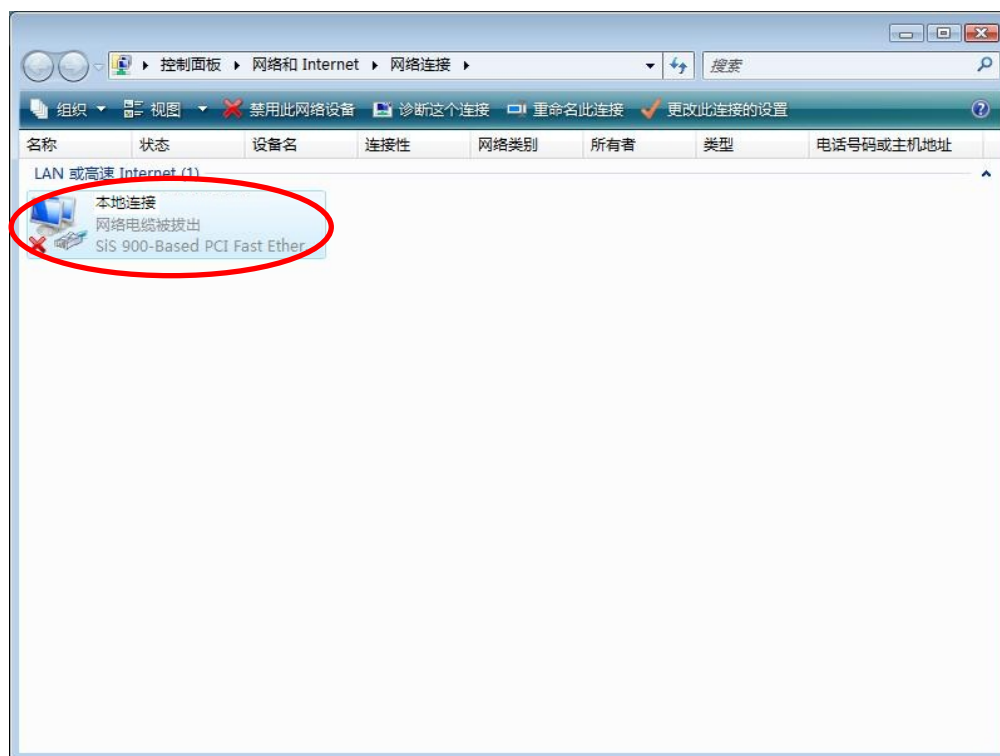 控制面板 网络和 Internet 网络连接
搜索
组织 视图 禁用此网络设备 诊断这个连接 重命名此连接 更改此连接的设置
名称 状态 设备名 连接性 网络类别 所有者 类型 电话号码或主机地址
LAN 或高速 Internet (1)
本地连接
网络电缆被拔出
SiS 900-Based PCI Fast Ether...